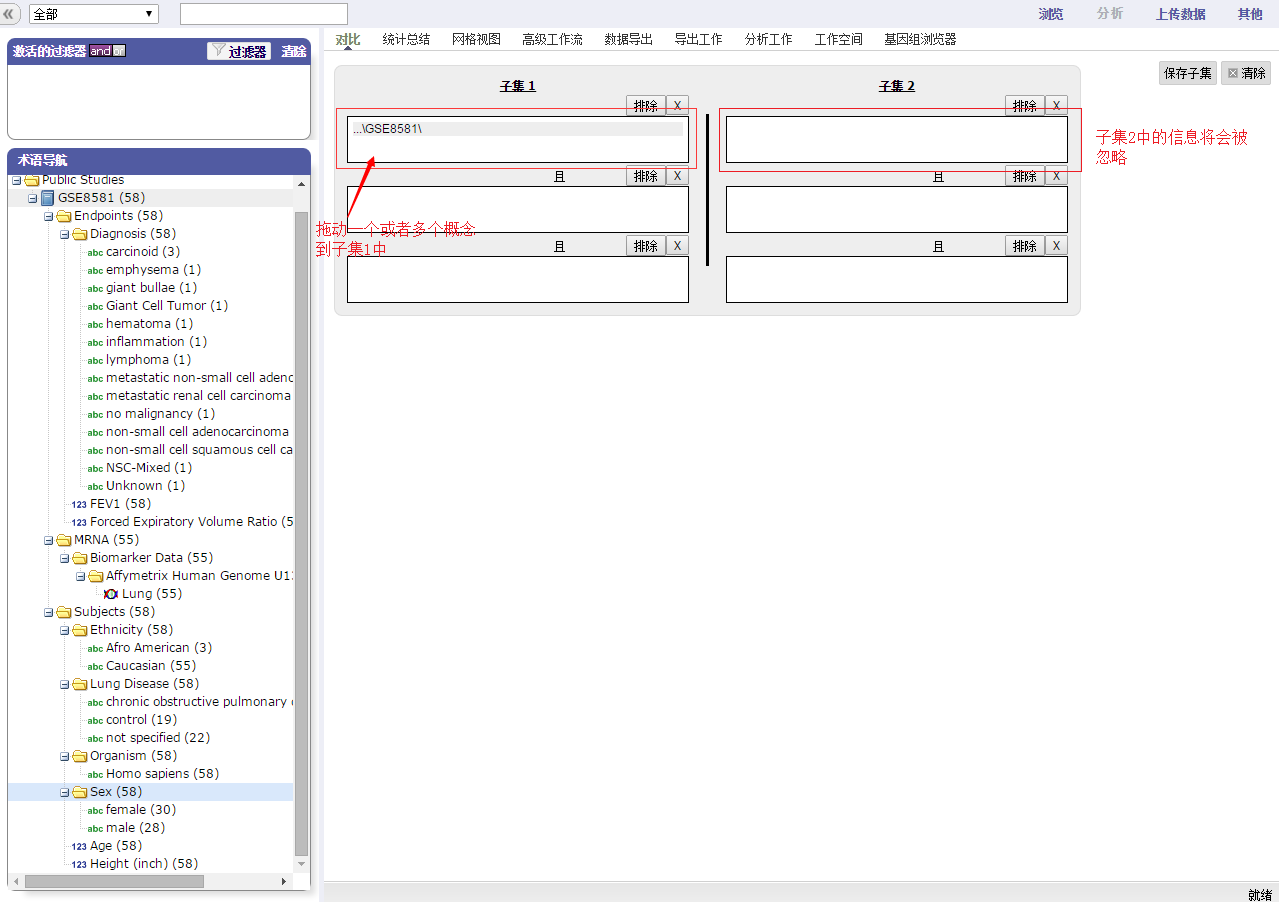 全部
浏览 分析 上传数据 其他
激活的过滤器 and or 过滤器 清除
术语导航
Public Studies
GSE8581 (58)
Endpoints (58)
Diagnosis (58)
abc carcinoid (3)
abc emphysema (1)
abc giant bullae (1)
abc Giant Cell Tumor (1)
abc hematoma (1)
abc inflammation (1)
abc lymphoma (1)
abc metastatic non-small cell adenc
abc metastatic renal cell carcinoma
abc no malignancy (1)
abc non-small cell adenocarcinoma
abc non-small cell squamous cell ca
abc NSC-Mixed (1)
abc Unknown (1)
123 FEV1 (58)
123 Forced Expiratory Volume Ratio (5
MRNA (55)
Biomarker Data (55)
Affymetrix Human Genome U1
Lung (55)
Subjects (58)
Ethnicity (58)
abc Afro American (3)
abc Caucasian (55)
Lung Disease (58)
abc chronic obstructive pulmonary
abc control (19)
abc not specified (22)
Organism (58)
abc Homo sapiens (58)
Sex (58)
abc female (30)
abc male (28)
123 Age (58)
123 Height (inch) (58)
对比 统计总结 网格视图 高级工作流 数据导出 导出工作 分析工作 工作空间 基因组浏览器
保存子集 清除
子集 1
排除 X
...\GSE8581\
且 排除 X
拖动一个或者多个概念
到子集1中
且 排除 X
子集 2
排除 X
且 排除 X
且 排除 X
子集2中的信息将会被
忽略
就绪